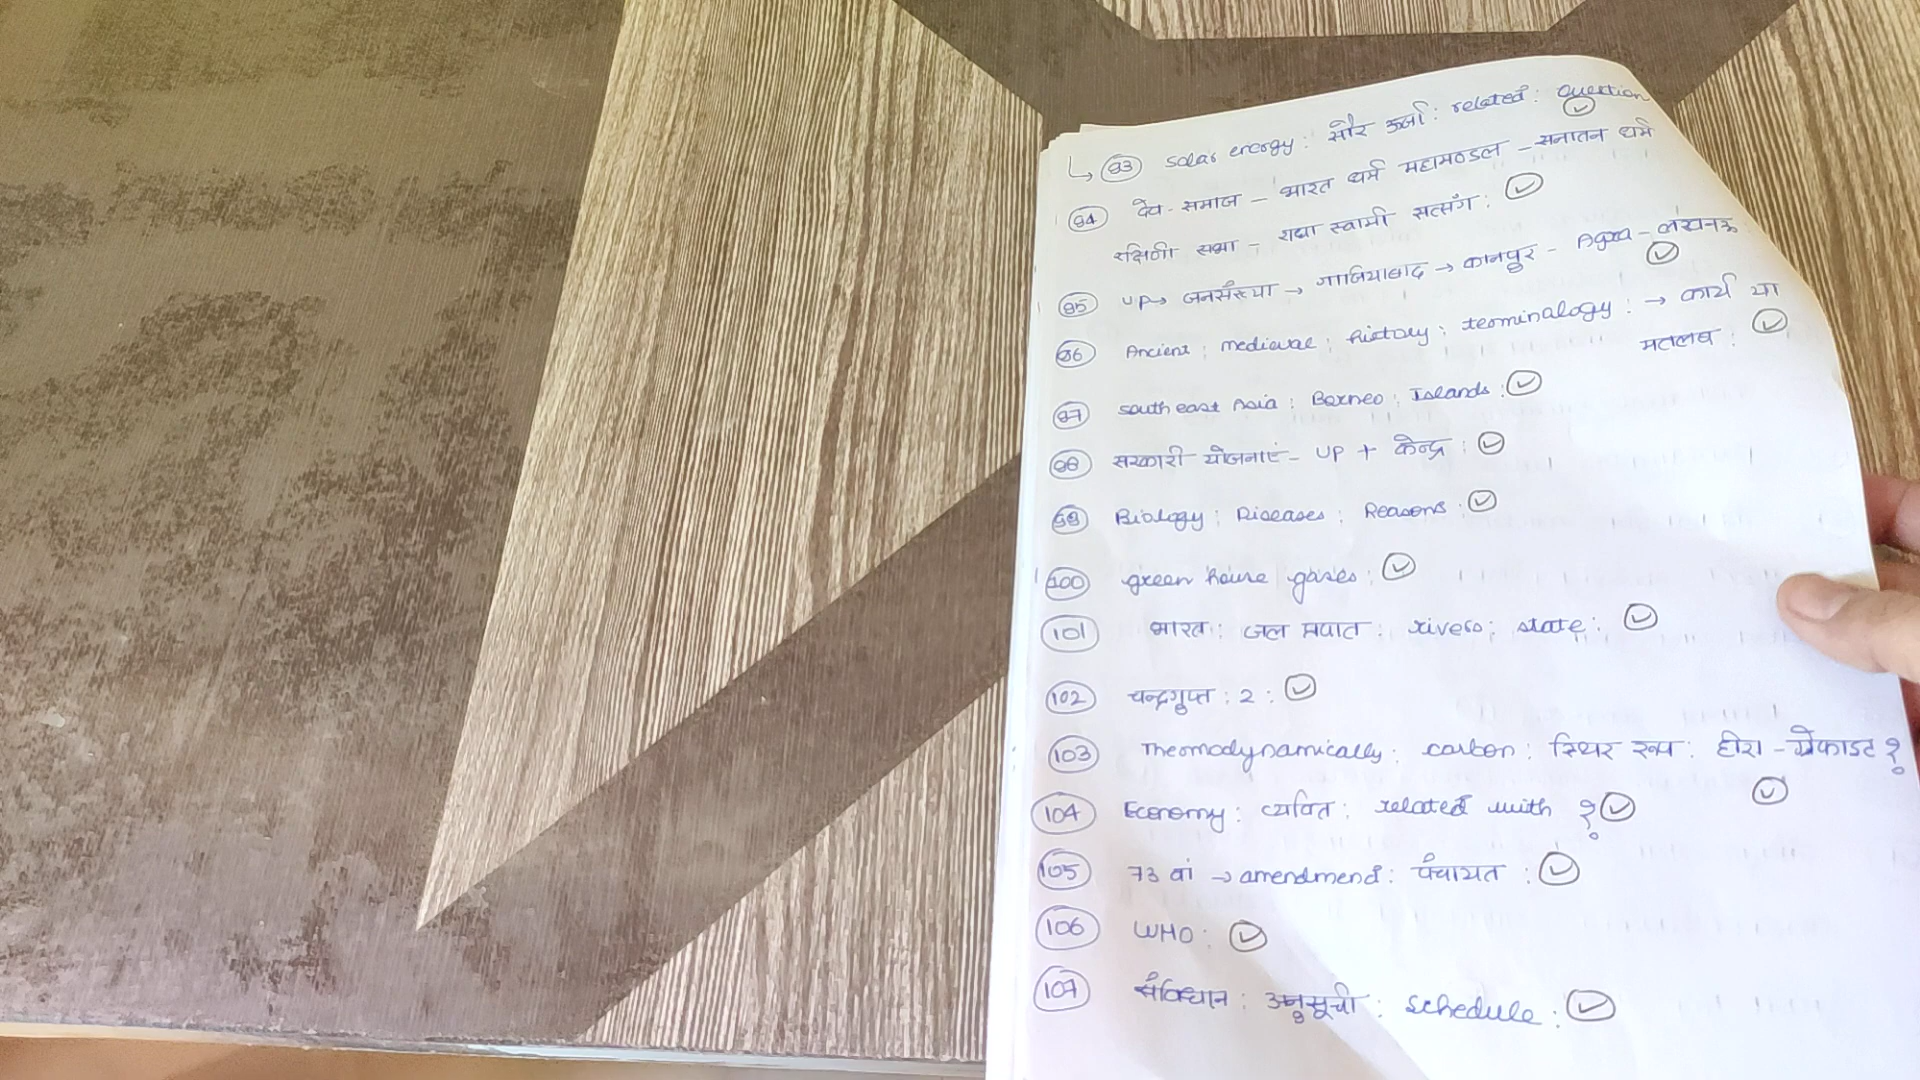 ↳ 93 solar energy : सौर ऊर्जा : related : Question
94 देव-समाज - भारत धर्म महामण्डल - सनातन धर्म
रक्षिणी सभा - राधा स्वामी सत्संग :
95 UP→ जनसंख्या → गाजियाबाद → कानपुर - Agra - लखनऊ
96 Ancient ; medieval ; history ; terminalogy : → कार्य या
मतलब :
97 south east Asia : Borneo : Islands :
98 सरकारी योजनाएं - UP + केन्द्र :
99 Biology ; Diseases ; Reasons :
100 green house gases :
101 भारत : जल प्रपात : rivers ; state :
102 चन्द्रगुप्त : 2 :
103 Thermodynamically ; carbon : स्थिर रूप : हीरा - ग्रेफाइट ?
104 Economy : व्यक्ति ; related with ?
105 73 वां → amendmend : पंचायत :
106 WHO :
107 संविधान : अनुसूची : schedule :